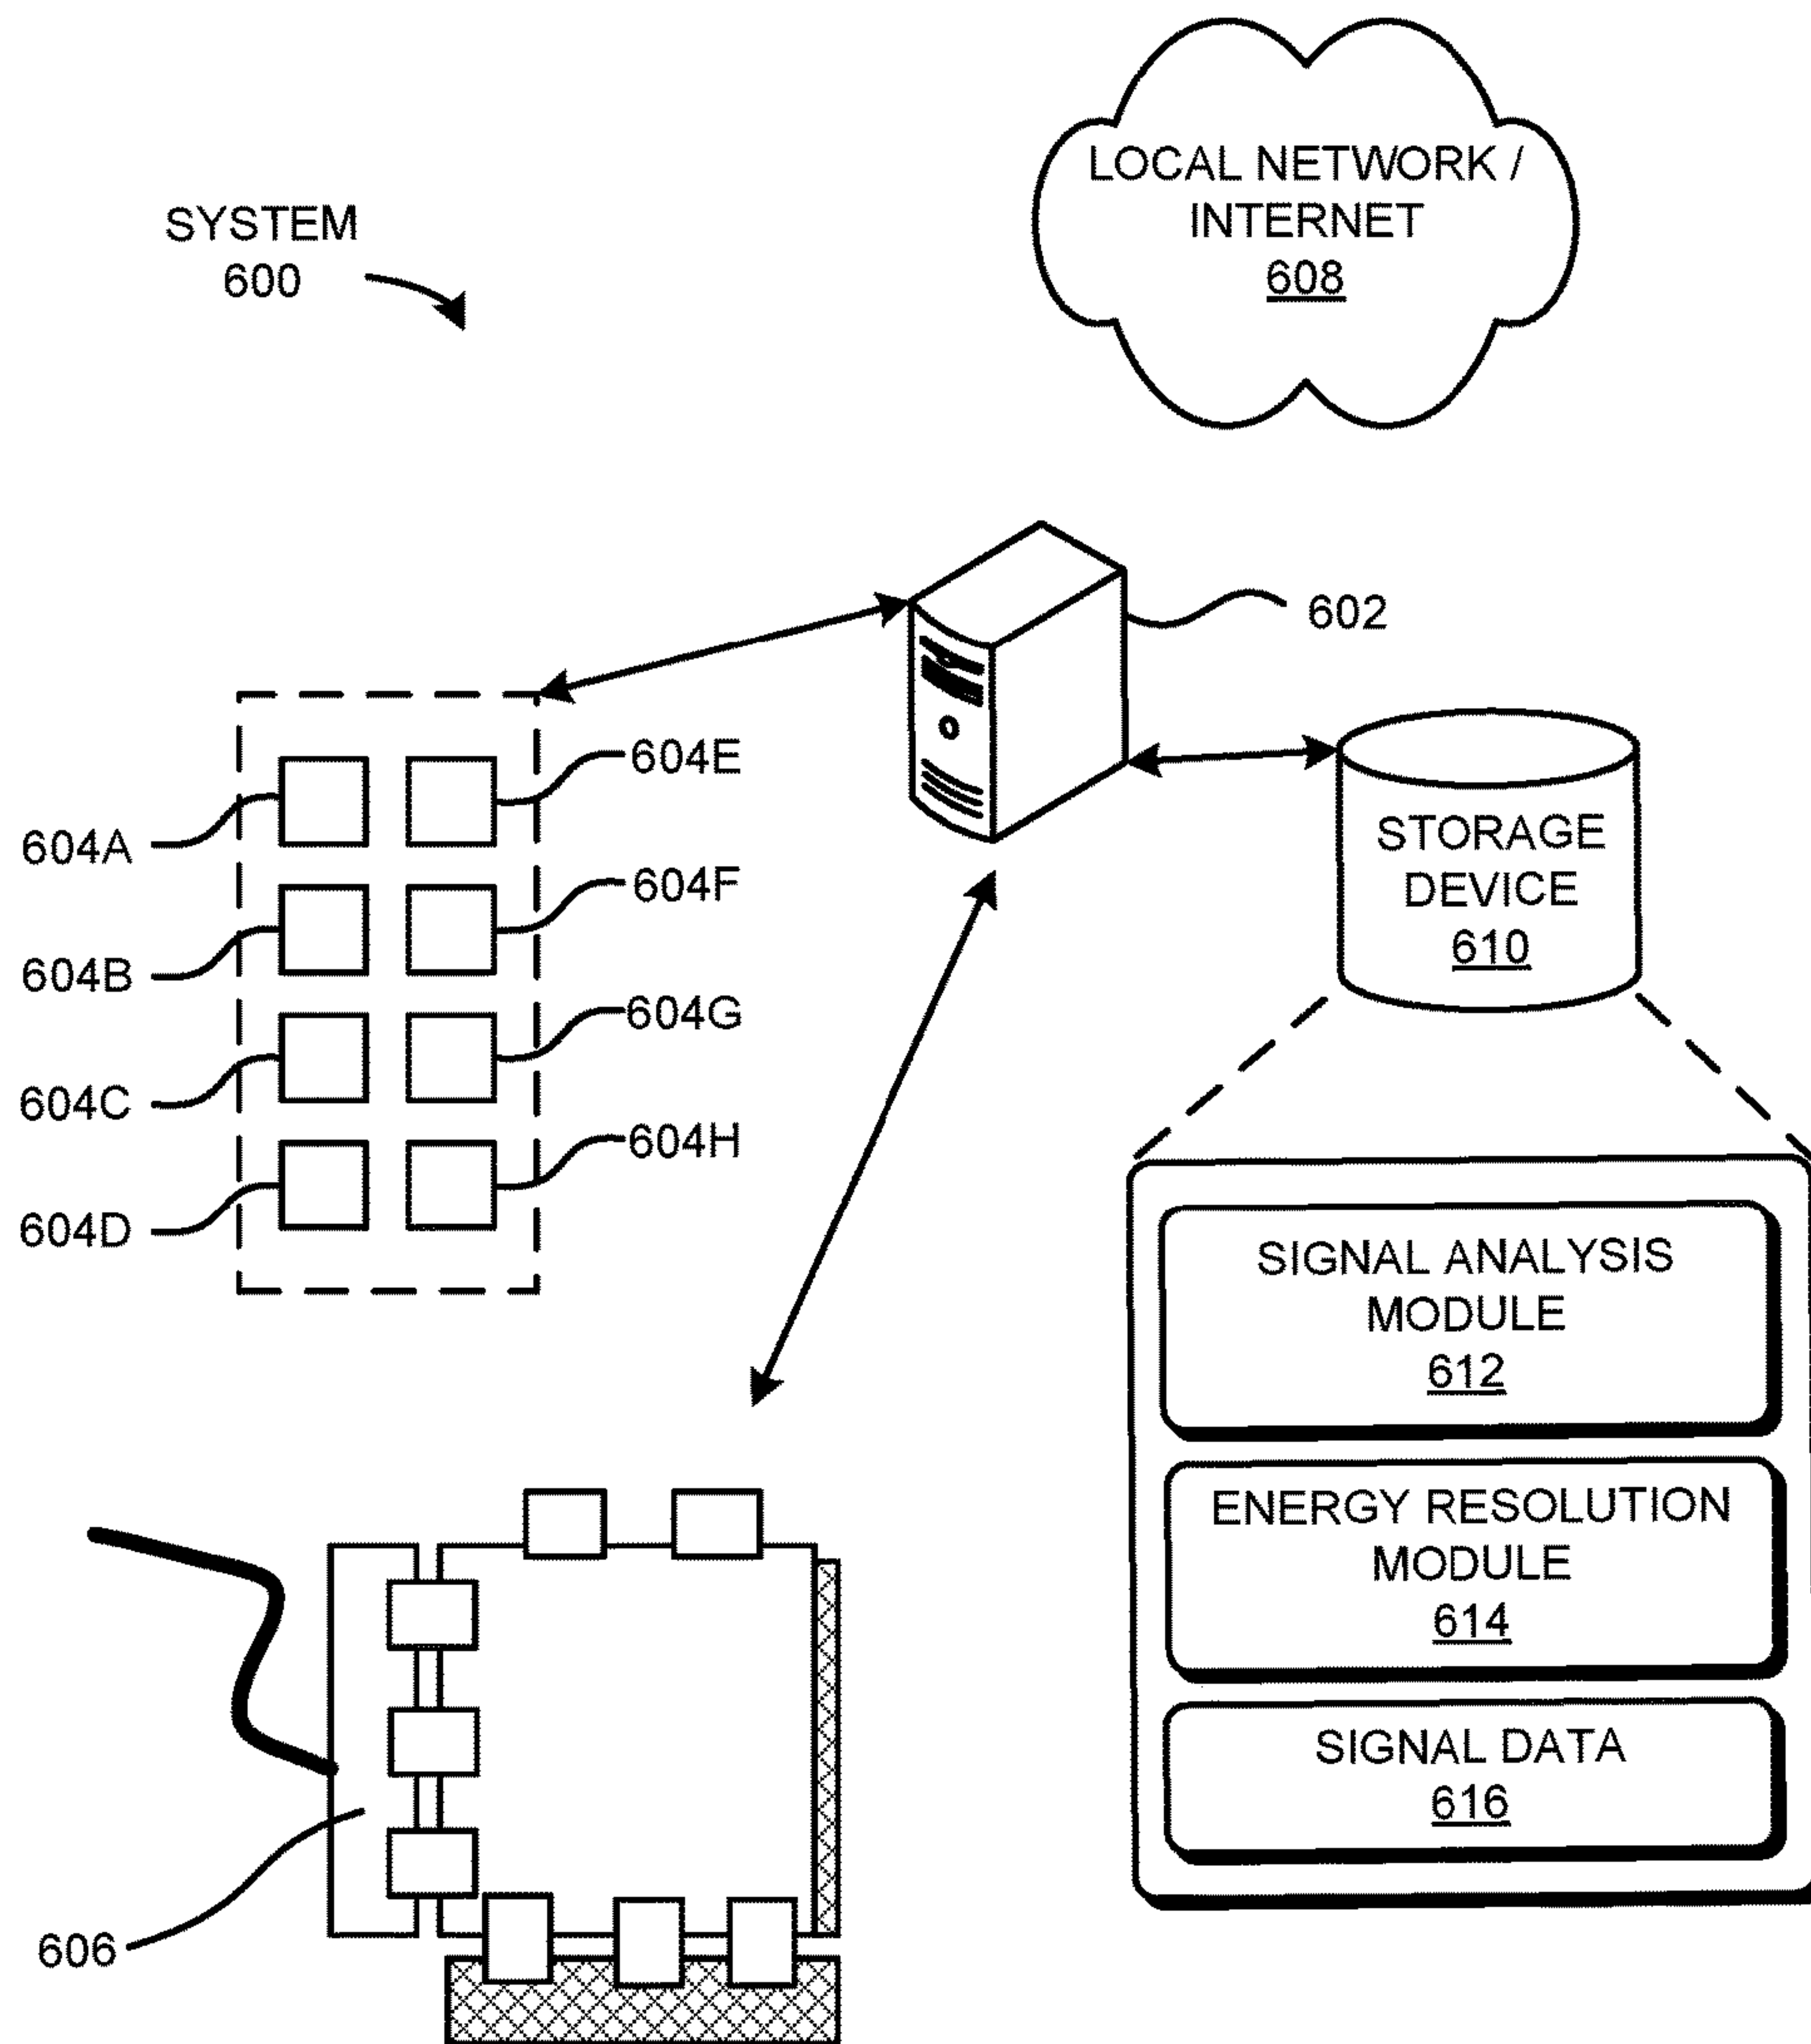 LOCAL NETWORK /
INTERNET
608
SYSTEM
600
602
604A
604E
604B
604F
604C
604G
604D
604H
STORAGE
DEVICE
610
SIGNAL ANALYSIS
MODULE
612
ENERGY RESOLUTION
MODULE
614
SIGNAL DATA
616
606